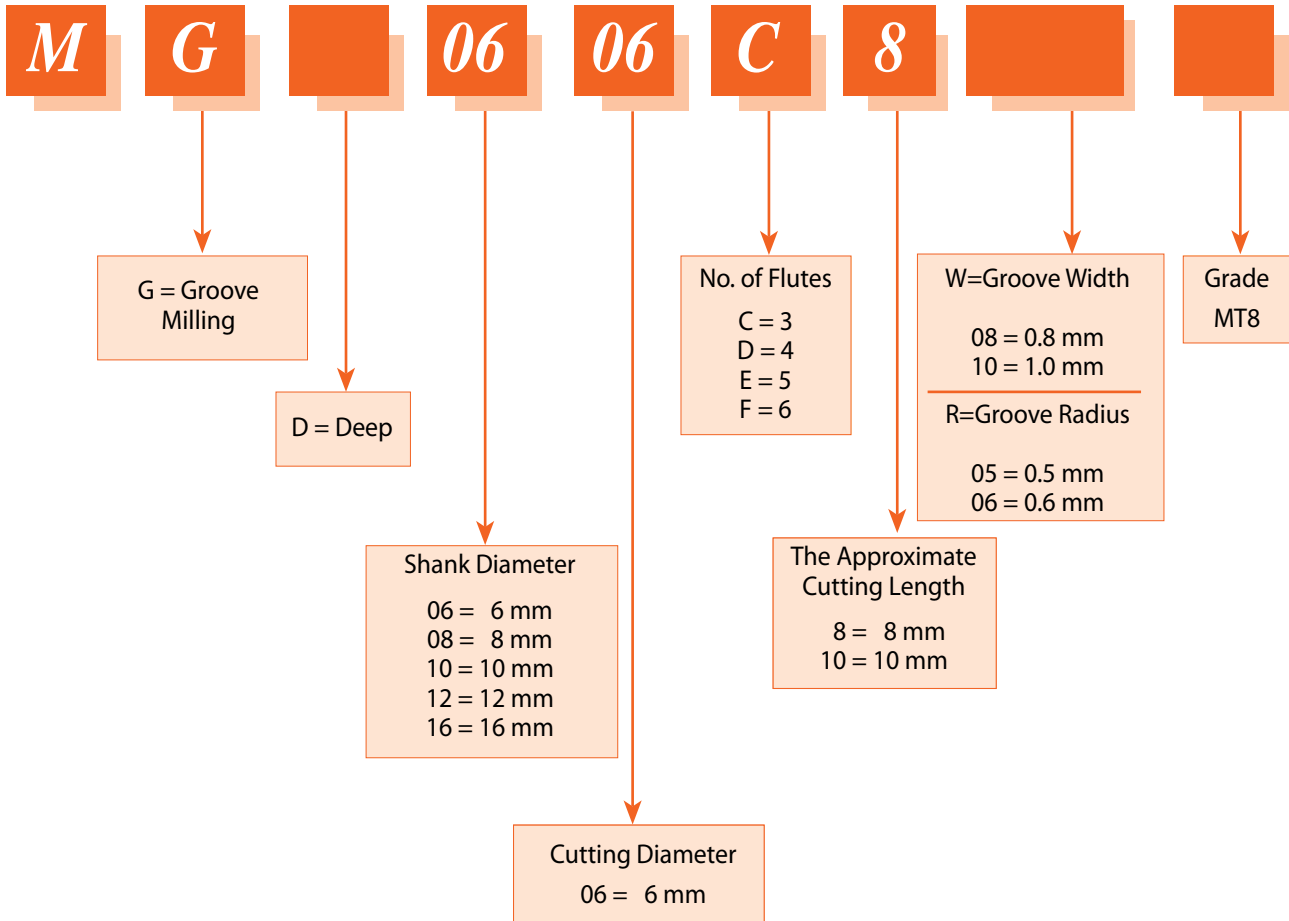 M G 06 06 C 8
G = Groove
Milling
D = Deep
Shank Diameter
06 = 6 mm
08 = 8 mm
10 = 10 mm
12 = 12 mm
16 = 16 mm
Cutting Diameter
06 = 6 mm
No. of Flutes
C = 3
D = 4
E = 5
F = 6
The Approximate
Cutting Length
8 = 8 mm
10 = 10 mm
W=Groove Width
08 = 0.8 mm
10 = 1.0 mm
R=Groove Radius
05 = 0.5 mm
06 = 0.6 mm
Grade
MT8